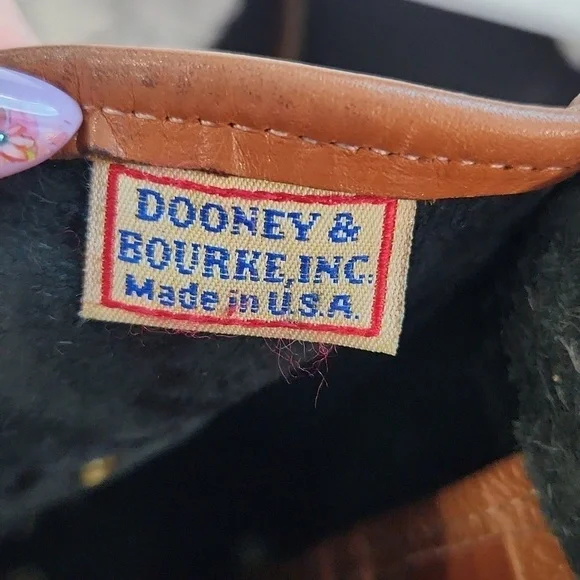 DOONEY &
BOURKE, INC.
Made in U.S.A.